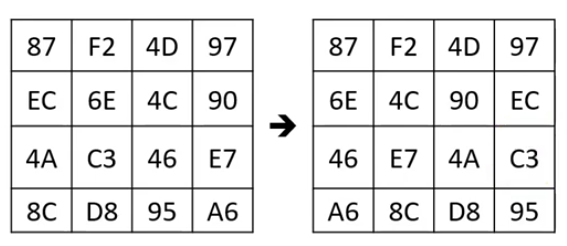 87 F2 4D 97 87 F2 4D 97
EC 6E 4C 90 6E 4C 90 EC
➔
4A C3 46 E7 46 E7 4A C3
8C D8 95 A6 A6 8C D8 95